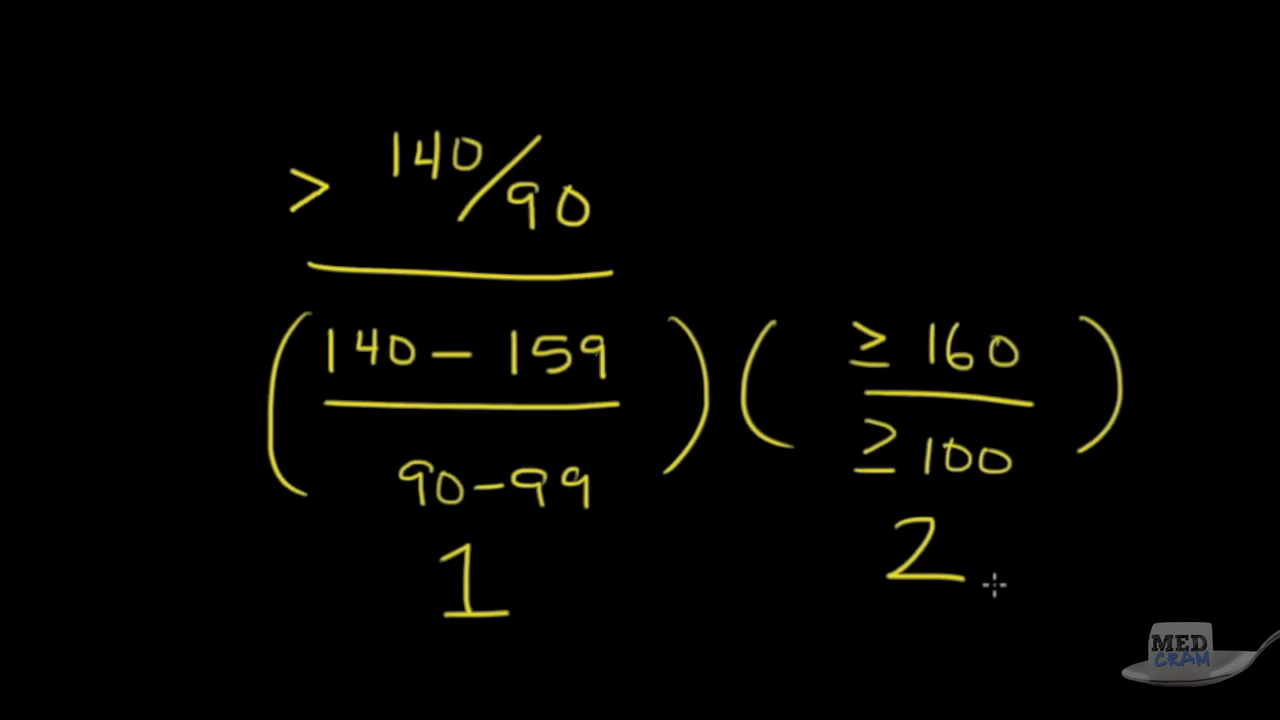 > 140/90
(140 - 159) (≥ 160)
90 - 99 ≥ 100
1 2
MED
CRAM